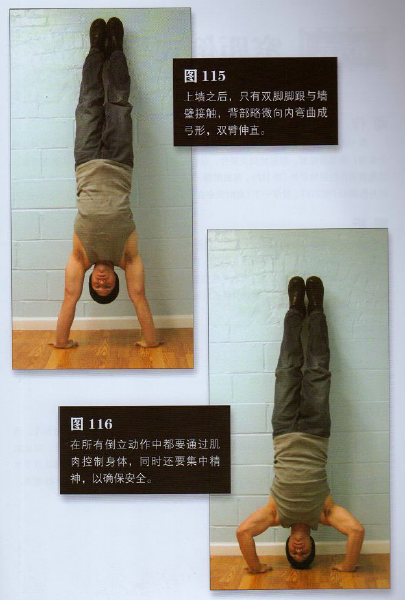 图 115
上墙之后，只有双脚脚跟与墙
壁接触，背部略微向内弯曲成
弓形，双臂伸直。
图 116
在所有倒立动作中都要通过肌
肉控制身体，同时还要集中精
神，以确保安全。